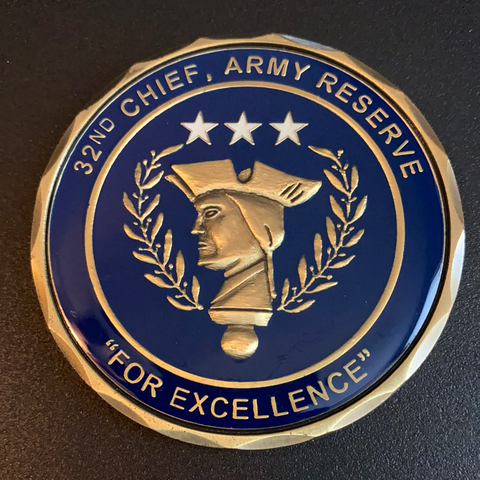 32ND CHIEF, ARMY RESERVE
"FOR EXCELLENCE"